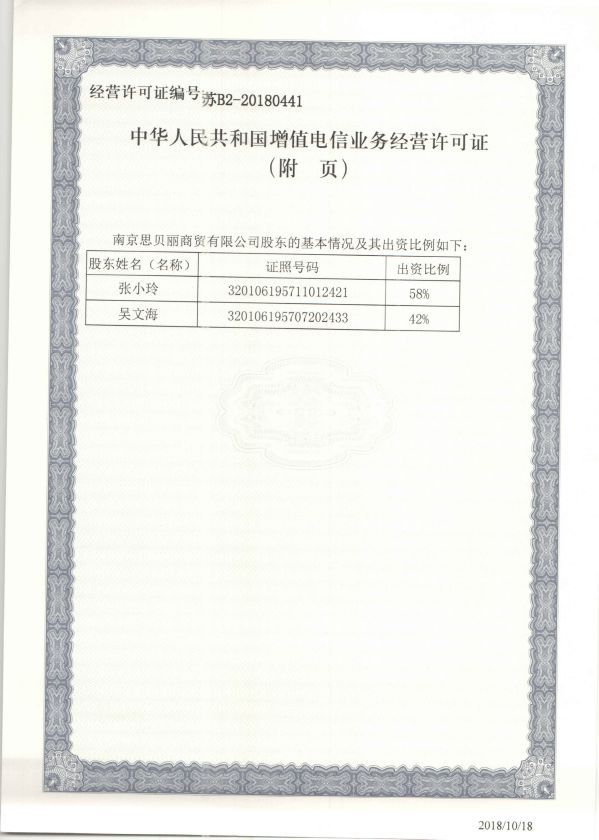 经营许可证编号:苏B2-20180441
中华人民共和国增值电信业务经营许可证
（附 页）
南京思贝丽商贸有限公司股东的基本情况及其出资比例如下:
股东姓名（名称） 证照号码 出资比例
张小玲 320106195711012421 58%
吴文海 320106195707202433 42%
2018/10/18